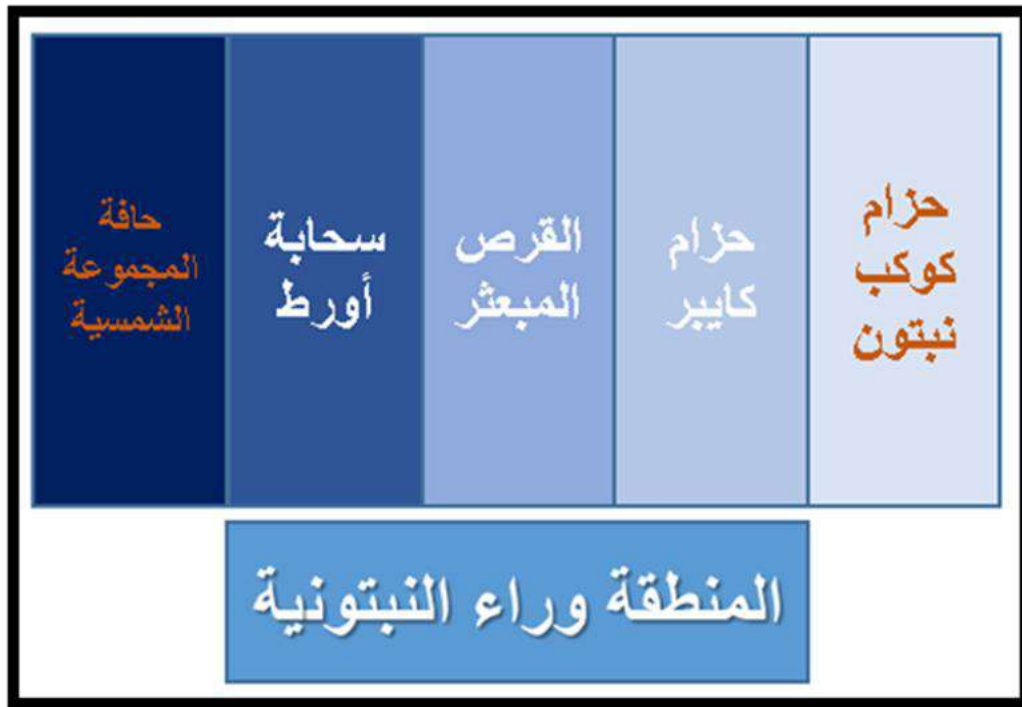 حزام
كوكب
نبتون
حزام
كايبر
القرص
المبعثر
سحابة
أورط
حافة
المجموعة
الشمسية
المنطقة وراء النبتونية